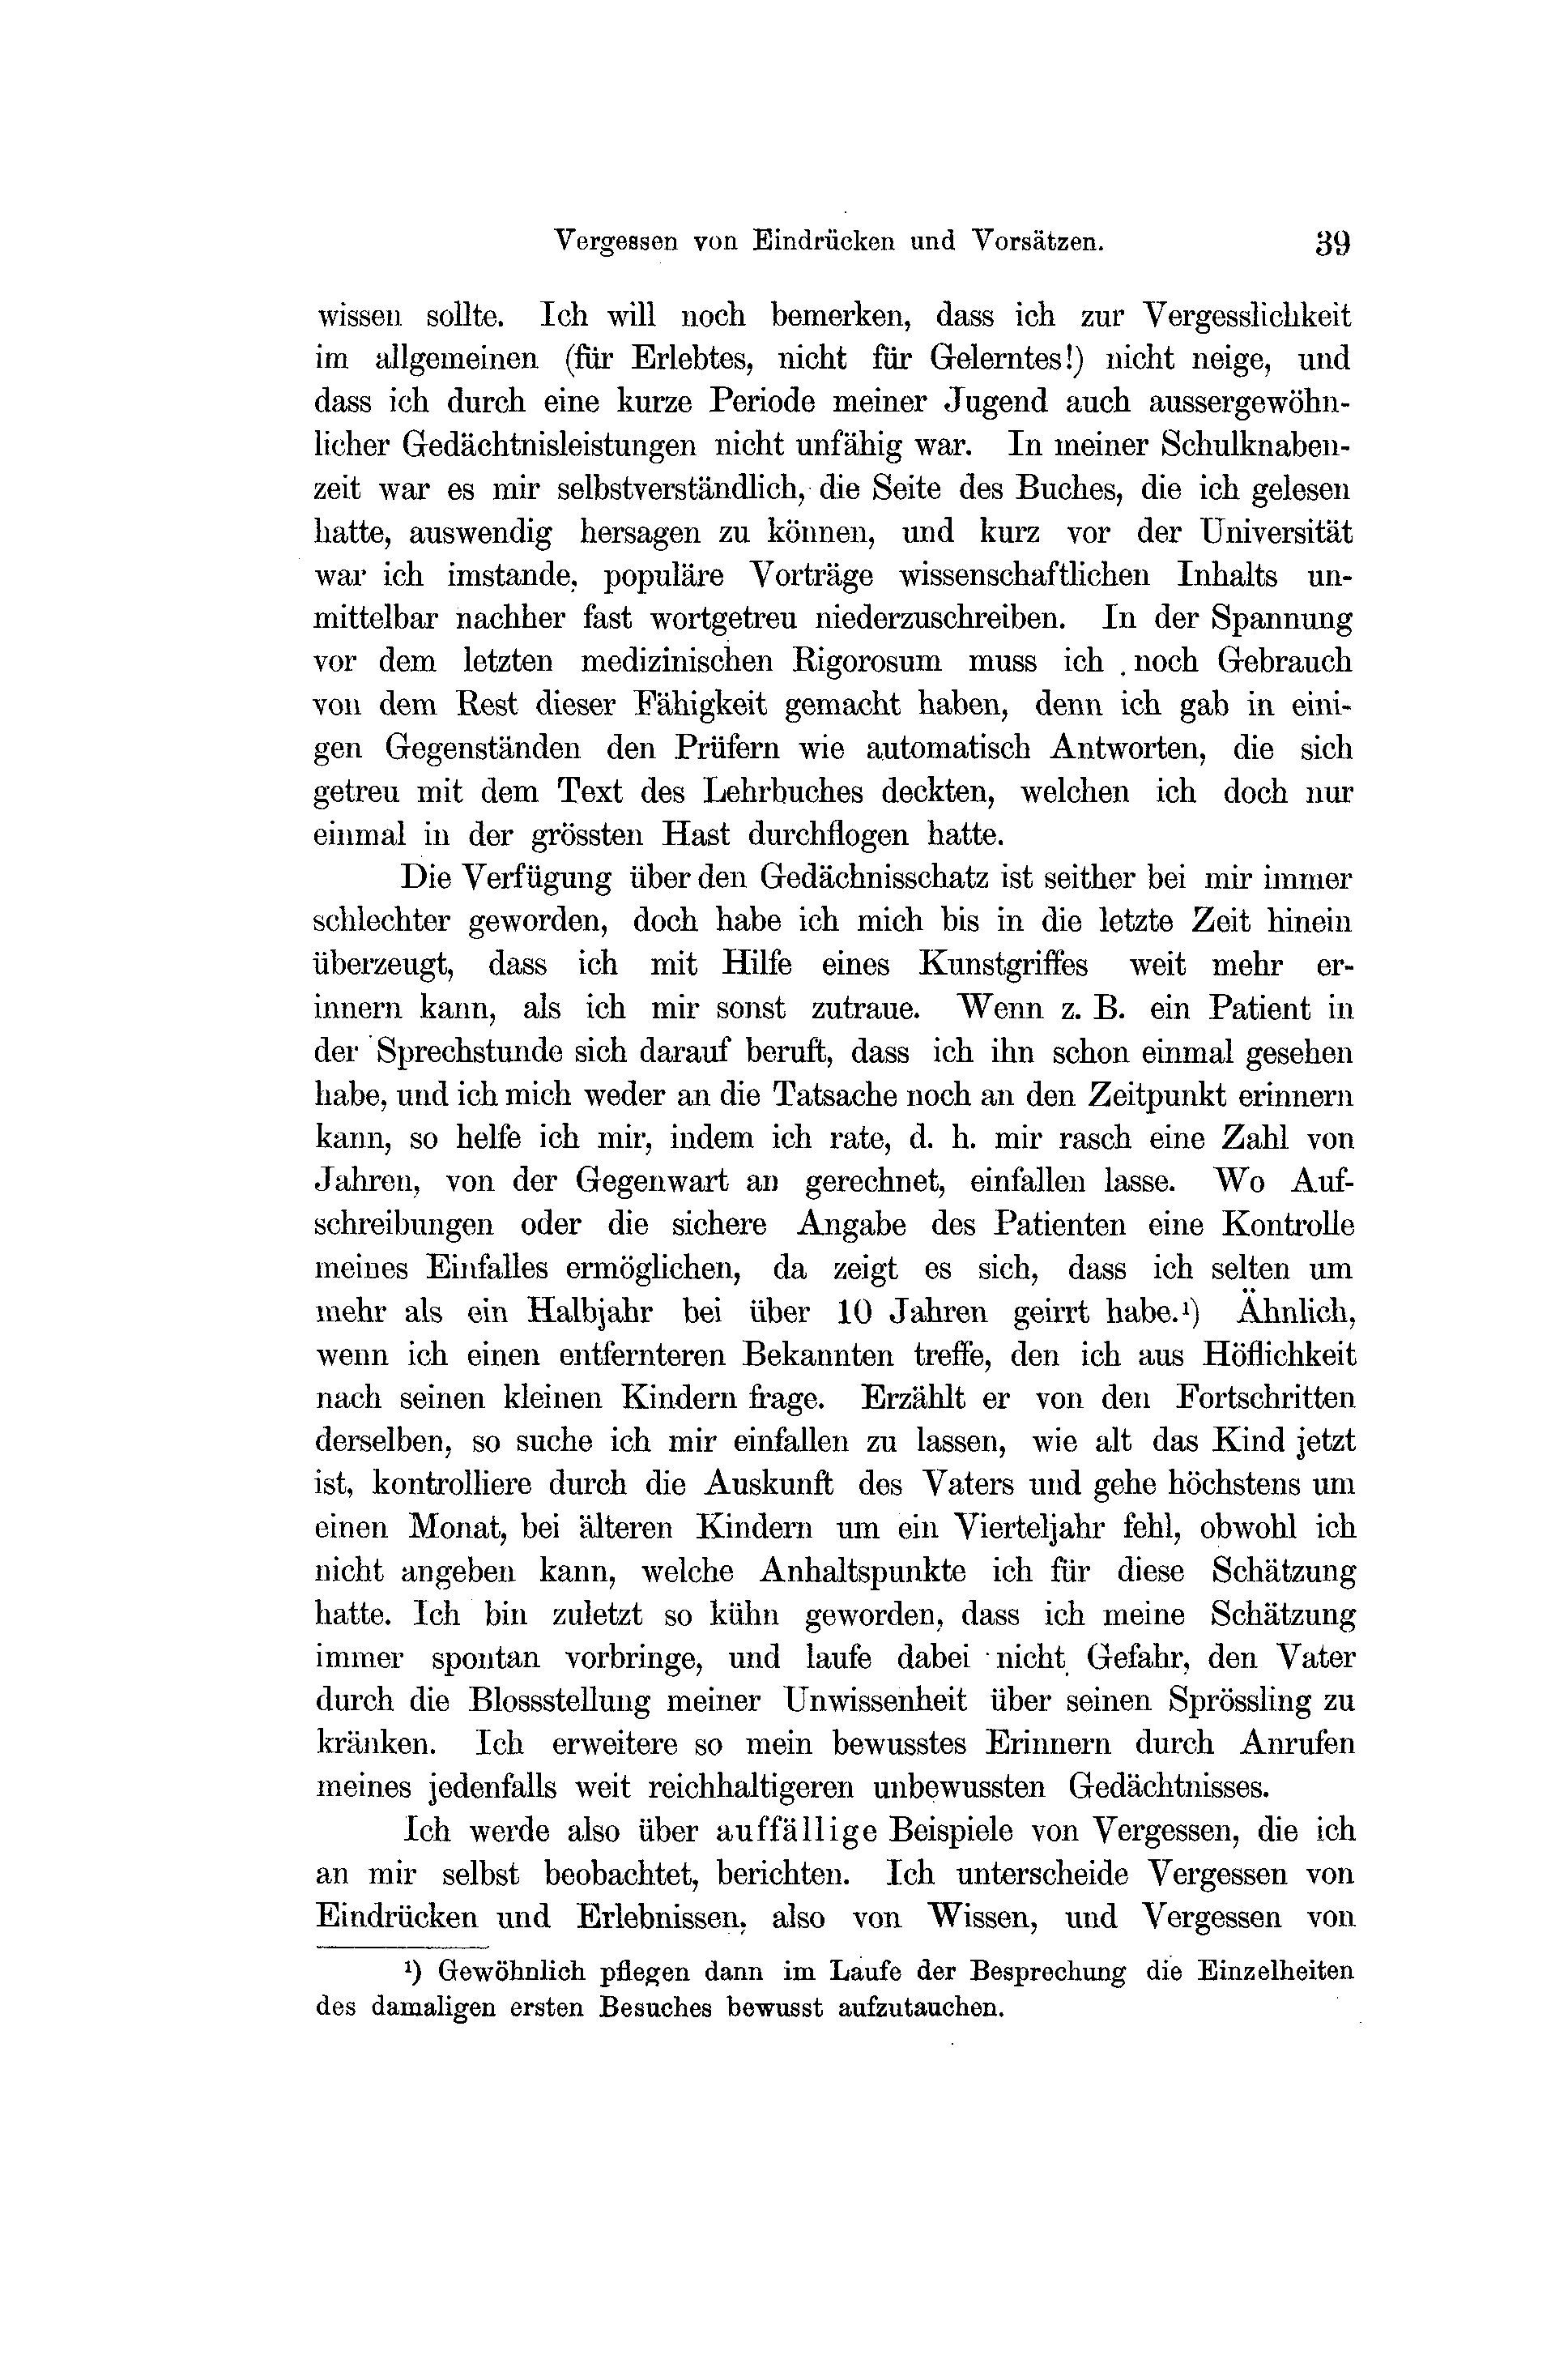 Vergessen von Eindrücken und Vorsätzen. 39
wissen sollte. Ich will noch bemerken, dass ich zur Vergesslichkeit
im allgemeinen (für Erlebtes, nicht für Gelerntes!) nicht neige, und
dass ich durch eine kurze Periode meiner Jugend auch aussergewöhn-
licher Gedächtnisleistungen nicht unfähig war. In meiner Schulknaben-
zeit war es mir selbstverständlich, die Seite des Buches, die ich gelesen
hatte, auswendig hersagen zu können, und kurz vor der Universität
war ich imstande, populäre Vorträge wissenschaftlichen Inhalts un-
mittelbar nachher fast wortgetreu niederzuschreiben. In der Spannung
vor dem letzten medizinischen Rigorosum muss ich noch Gebrauch
von dem Rest dieser Fähigkeit gemacht haben, denn ich gab in eini-
gen Gegenständen den Prüfern wie automatisch Antworten, die sich
getreu mit dem Text des Lehrbuches deckten, welchen ich doch nur
einmal in der grössten Hast durchflogen hatte.
Die Verfügung über den Gedächnisschatz ist seither bei mir immer
schlechter geworden, doch habe ich mich bis in die letzte Zeit hinein
überzeugt, dass ich mit Hilfe eines Kunstgriffes weit mehr er-
innern kann, als ich mir sonst zutraue. Wenn z. B. ein Patient in
der Sprechstunde sich darauf beruft, dass ich ihn schon einmal gesehen
habe, und ich mich weder an die Tatsache noch an den Zeitpunkt erinnern
kann, so helfe ich mir, indem ich rate, d. h. mir rasch eine Zahl von
Jahren, von der Gegenwart an gerechnet, einfallen lasse. Wo Auf-
schreibungen oder die sichere Angabe des Patienten eine Kontrolle
meines Einfalles ermöglichen, da zeigt es sich, dass ich selten um
mehr als ein Halbjahr bei über 10 Jahren geirrt habe.¹) Ähnlich,
wenn ich einen entfernteren Bekannten treffe, den ich aus Höflichkeit
nach seinen kleinen Kindern frage. Erzählt er von den Fortschritten
derselben, so suche ich mir einfallen zu lassen, wie alt das Kind jetzt
ist, kontrolliere durch die Auskunft des Vaters und gehe höchstens um
einen Monat, bei älteren Kindern um ein Vierteljahr fehl, obwohl ich
nicht angeben kann, welche Anhaltspunkte ich für diese Schätzung
hatte. Ich bin zuletzt so kühn geworden, dass ich meine Schätzung
immer spontan vorbringe, und laufe dabei nicht Gefahr, den Vater
durch die Blossstellung meiner Unwissenheit über seinen Sprössling zu
kränken. Ich erweitere so mein bewusstes Erinnern durch Anrufen
meines jedenfalls weit reichhaltigeren unbewussten Gedächtnisses.
Ich werde also über auffällige Beispiele von Vergessen, die ich
an mir selbst beobachtet, berichten. Ich unterscheide Vergessen von
Eindrücken und Erlebnissen, also von Wissen, und Vergessen von
¹) Gewöhnlich pflegen dann im Laufe der Besprechung die Einzelheiten
des damaligen ersten Besuches bewusst aufzutauchen.